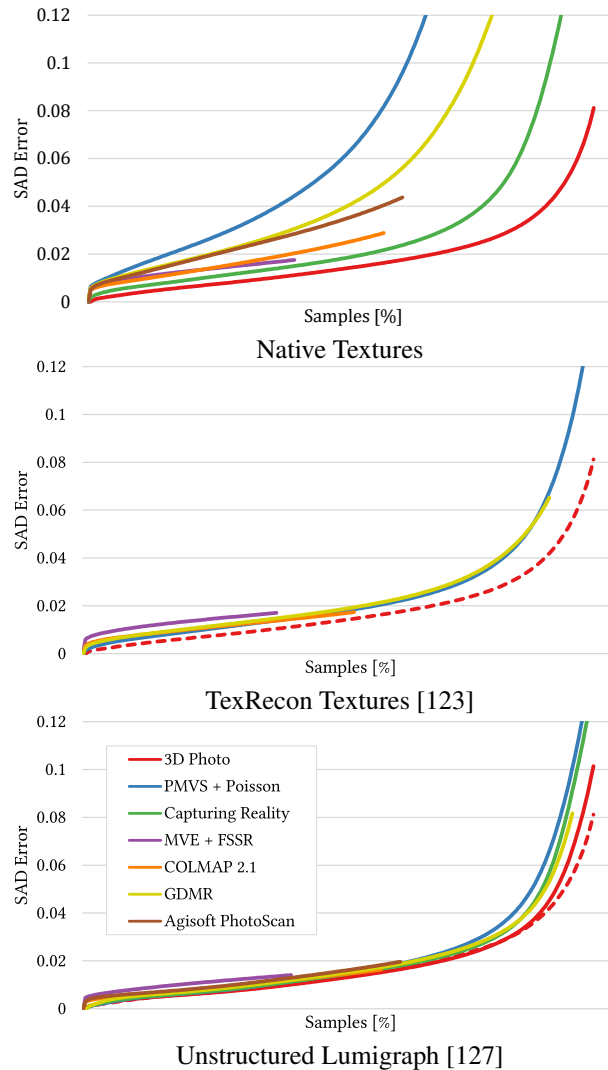 0.12
0.1
0.08
0.06
0.04
0.02
0
SAD Error
Samples [%]
Native Textures
0.12
0.1
0.08
0.06
0.04
0.02
0
SAD Error
Samples [%]
TexRecon Textures [123]
0.12
0.1
0.08
0.06
0.04
0.02
0
SAD Error
3D Photo
PMVS + Poisson
Capturing Reality
MVE + FSSR
COLMAP 2.1
GDMR
Agisoft PhotoScan
Samples [%]
Unstructured Lumigraph [127]